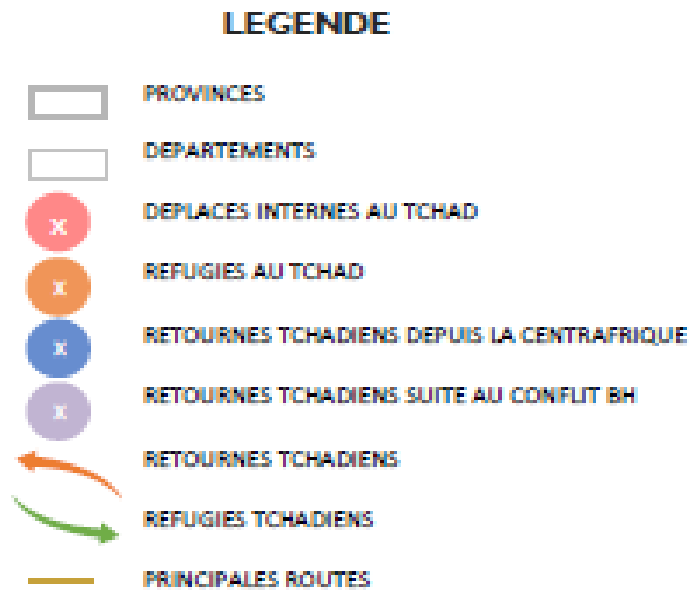 LEGENDE
PROVINCES
DEPARTEMENTS
X DEPLACES INTERNES AU TCHAD
X REFUGIES AU TCHAD
X RETOURNES TCHADIENS DEPUIS LA CENTRAFRIQUE
X RETOURNES TCHADIENS SUITE AU CONFLIT BH
RETOURNES TCHADIENS
REFUGIES TCHADIENS
PRINCIPALES ROUTES